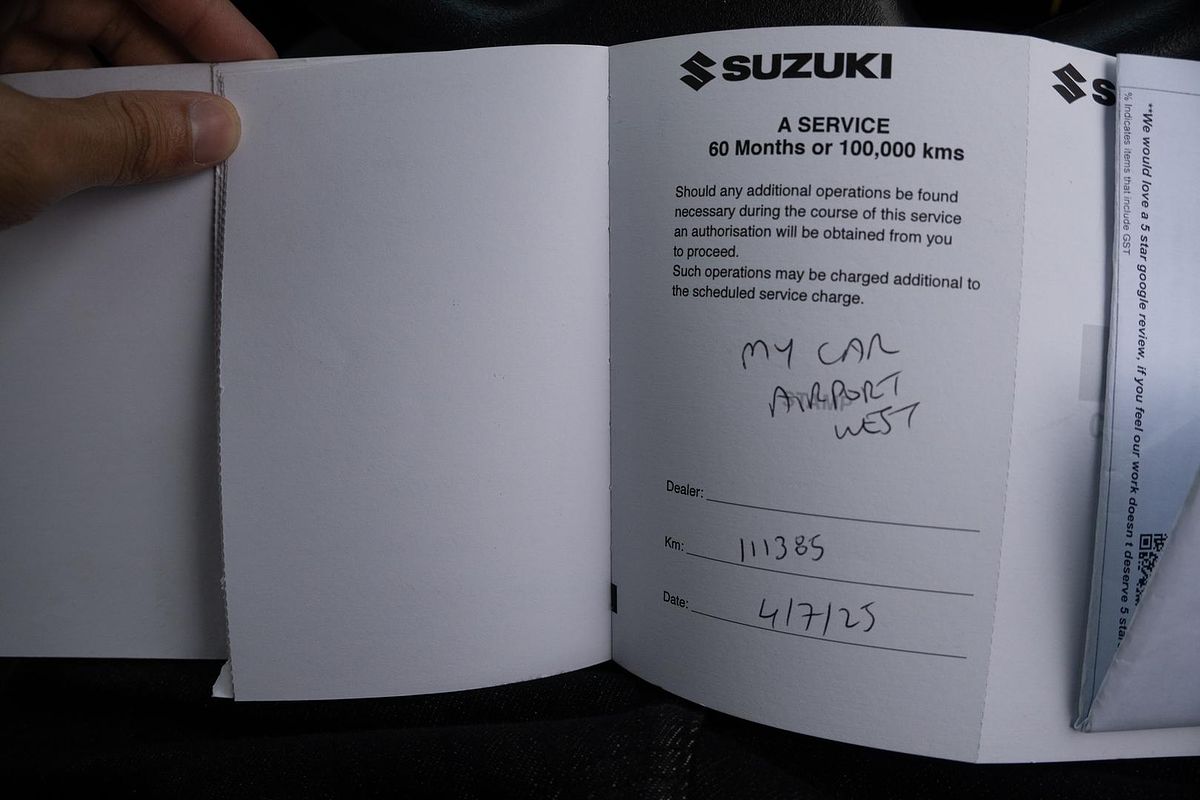 SUZUKI
A SERVICE
60 Months or 100,000 kms
Should any additional operations be found
necessary during the course of this service
an authorisation will be obtained from you
to proceed.
Such operations may be charged additional to
the scheduled service charge.
MY CAR
AIRPORT
STAMP
WEST
Dealer:
Km: 111385
Date: 4/7/25
S
% Indicates items that include GST
**We would love a 5 star google review, if you feel our work doesn t deserve 5 sta